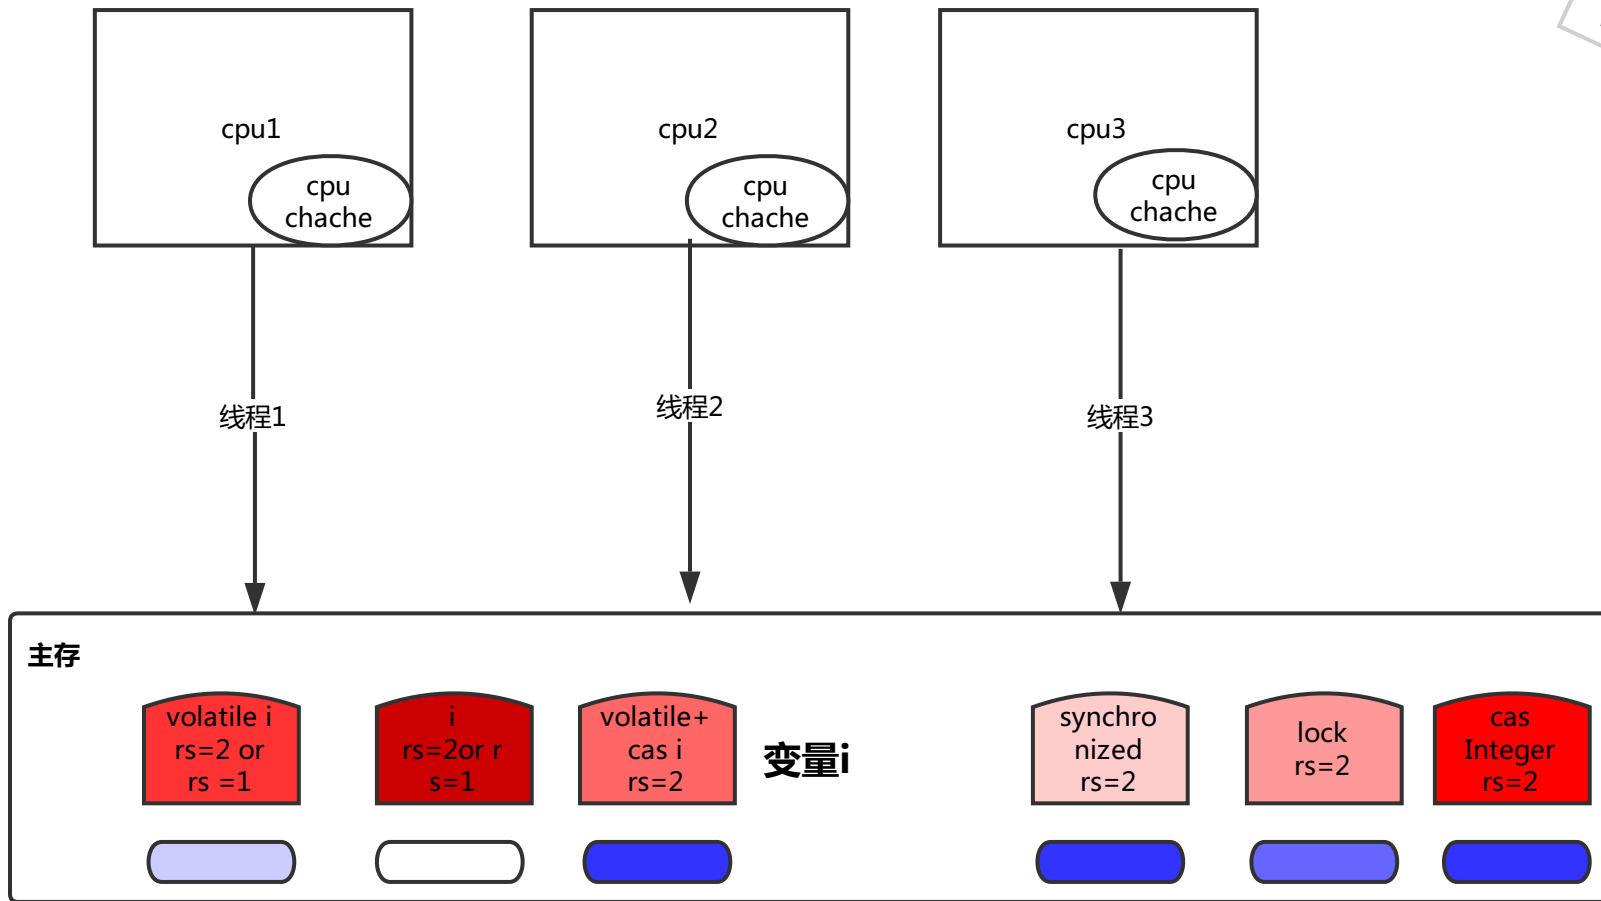 cpu1
cpu
chache
cpu2
cpu
chache
cpu3
cpu
chache
线程1
线程2
线程3
主存
volatile i
rs=2 or
rs =1
i
rs=2or r
s=1
volatile+
cas i
rs=2
变量i
synchro
nized
rs=2
lock
rs=2
cas
Integer
rs=2